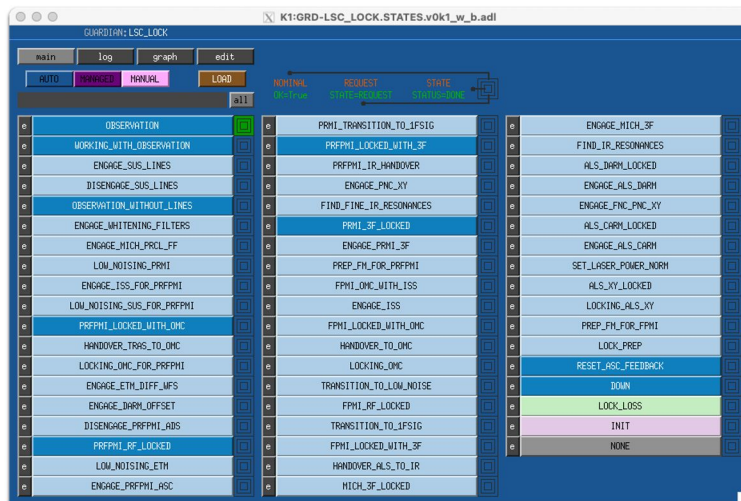 K1:GRD-LSC_LOCK.STATES.v0k1_w_b.adl
GUARDIAN: LSC_LOCK
main log graph edit
AUTO MANAGED MANUAL LOAD
NOMINAL REQUEST STATE
OK=True STATE=REQUEST STATUS=DONE
all
e OBSERVATION
e WORKING_WITH_OBSERVATION
e ENGAGE_SUS_LINES
e DISENGAGE_SUS_LINES
e OBSERVATION_WITHOUT_LINES
e ENGAGE_WHITENING_FILTERS
e ENGAGE_MICH_PRCL_FF
e LOW_NOISING_PRMI
e ENGAGE_ISS_FOR_PRFPMI
e LOW_NOISING_SUS_FOR_PRFPMI
e PRFPMI_LOCKED_WITH_OMC
e HANDOVER_TRAS_TO_OMC
e LOCKING_OMC_FOR_PRFPMI
e ENGAGE_ETM_DIFF_WFS
e ENGAGE_DARM_OFFSET
e DISENGAGE_PRFPMI_ADS
e PRFPMI_RF_LOCKED
e LOW_NOISING_ETM
e ENGAGE_PRFPMI_ASC
e PRMI_TRANSITION_TO_1FSIG
e PRFPMI_LOCKED_WITH_3F
e PRFPMI_IR_HANDOVER
e ENGAGE_PNC_XY
e FIND_FINE_IR_RESONANCES
e PRMI_3F_LOCKED
e ENGAGE_PRMI_3F
e PREP_FM_FOR_PRFPMI
e FPMI_OMC_WITH_ISS
e ENGAGE_ISS
e FPMI_LOCKED_WITH_OMC
e HANDOVER_TO_OMC
e LOCKING_OMC
e TRANSITION_TO_LOW_NOISE
e FPMI_RF_LOCKED
e TRANSITION_TO_1FSIG
e FPMI_LOCKED_WITH_3F
e HANDOVER_ALS_TO_IR
e MICH_3F_LOCKED
e ENGAGE_MICH_3F
e FIND_IR_RESONANCES
e ALS_DARM_LOCKED
e ENGAGE_ALS_DARM
e ENGAGE_FNC_PNC_XY
e ALS_CARM_LOCKED
e ENGAGE_ALS_CARM
e SET_LASER_POWER_NORM
e ALS_XY_LOCKED
e LOCKING_ALS_XY
e PREP_FM_FOR_FPMI
e LOCK_PREP
e RESET_ASC_FEEDBACK
e DOWN
e LOCK_LOSS
e INIT
e NONE